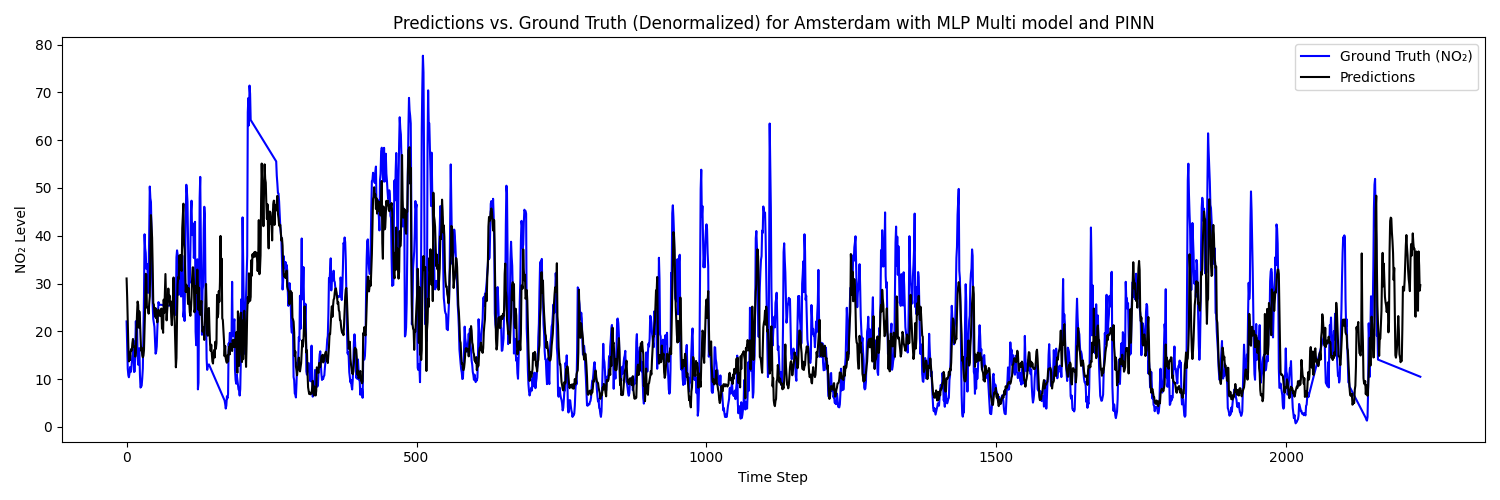 Predictions vs. Ground Truth (Denormalized) for Amsterdam with MLP Multi model and PINN
Ground Truth (NO₂)
Predictions
NO₂ Level
80
70
60
50
40
30
20
10
0
0
500
1000
1500
2000
Time Step